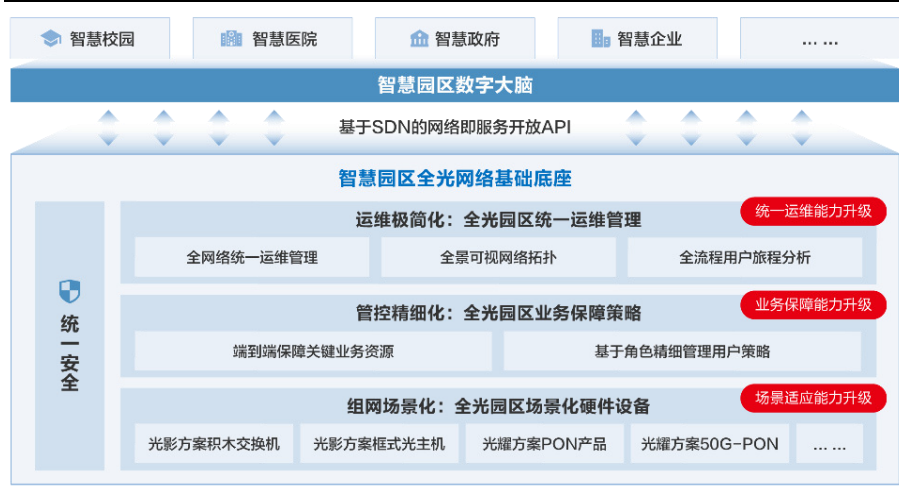 智慧校园
智慧医院
智慧政府
智慧企业
... ...
智慧园区数字大脑
基于SDN的网络即服务开放API
智慧园区全光网络基础底座
统一安全
运维极简化：全光园区统一运维管理
统一运维能力升级
全网络统一运维管理
全景可视网络拓扑
全流程用户旅程分析
管控精细化：全光园区业务保障策略
业务保障能力升级
端到端保障关键业务资源
基于角色精细管理用户策略
组网场景化：全光园区场景化硬件设备
场景适应能力升级
光影方案积木交换机
光影方案框式光主机
光耀方案PON产品
光耀方案50G-PON
... ...